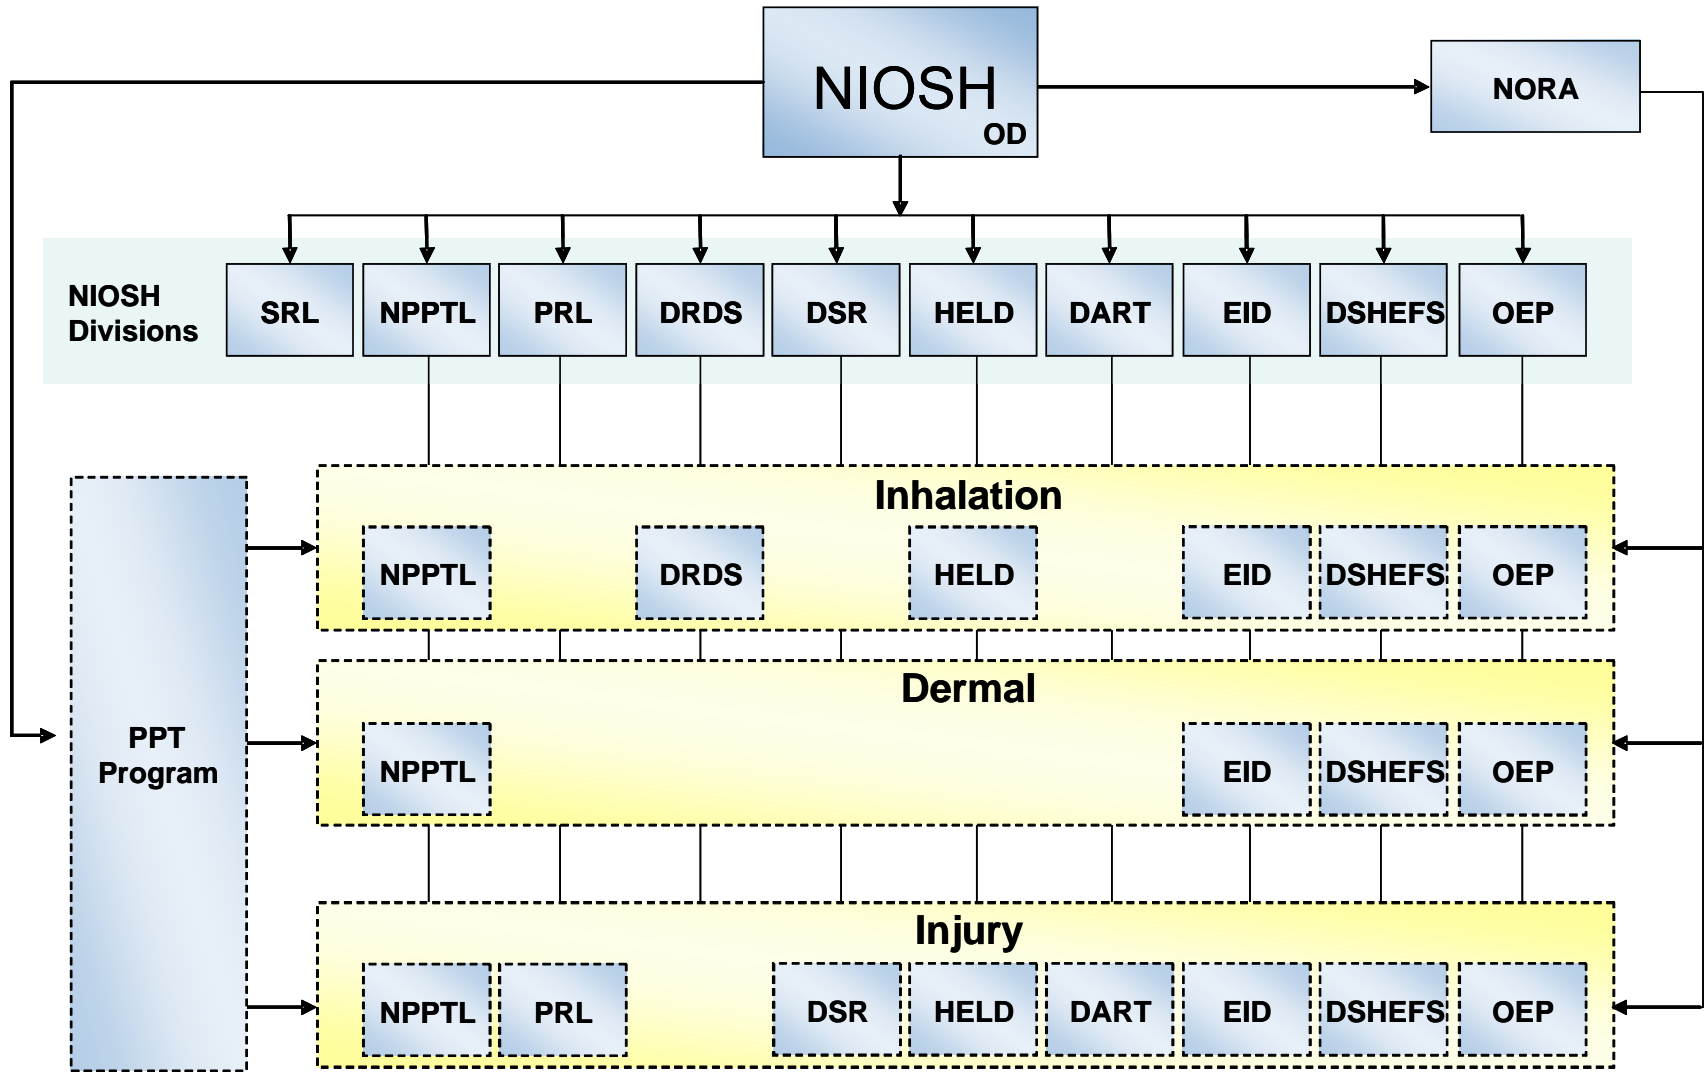 NIOSH
OD
NORA
NIOSH
Divisions
SRL
NPPTL
PRL
DRDS
DSR
HELD
DART
EID
DSHEFS
OEP
Inhalation
NPPTL
DRDS
HELD
EID
DSHEFS
OEP
PPT
Program
Dermal
NPPTL
EID
DSHEFS
OEP
Injury
NPPTL
PRL
DSR
HELD
DART
EID
DSHEFS
OEP